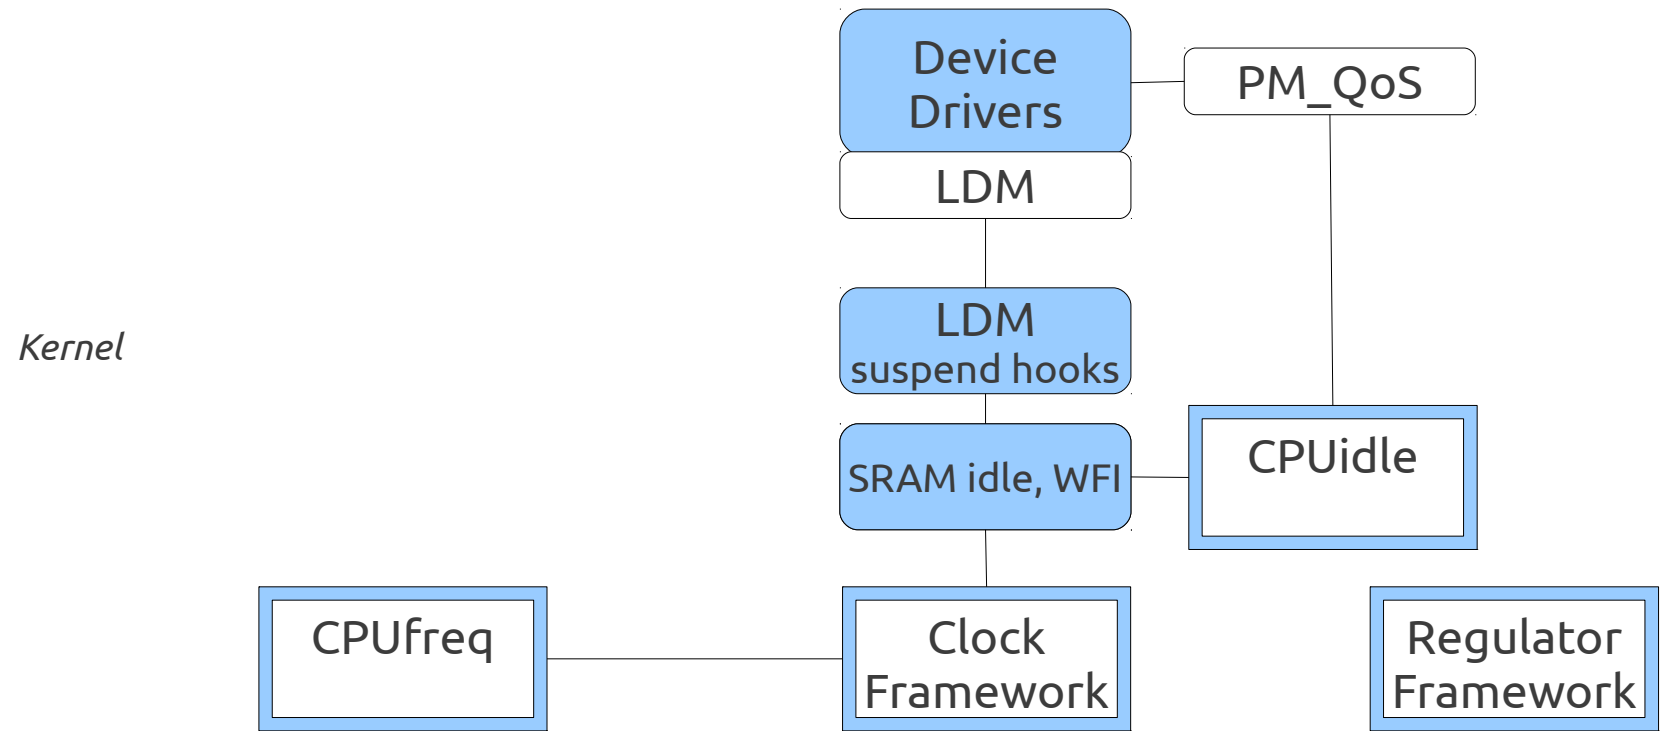 Device
Drivers
PM_QoS
LDM
LDM
suspend hooks
Kernel
SRAM idle, WFI
CPUidle
CPUfreq
Clock
Framework
Regulator
Framework